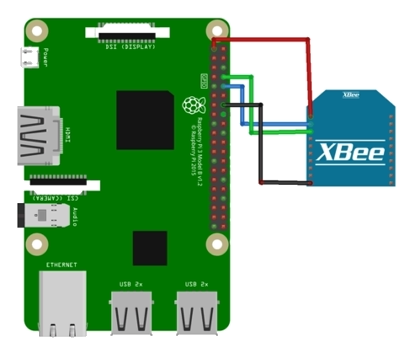 DSI (DISPLAY)
Power
GPIO
HDMI
Raspberry Pi 3 Model B v1.2
© Raspberry Pi 2015
CSI (CAMERA)
Audio
ETHERNET
USB 2x
USB 2x
XBee
XBee